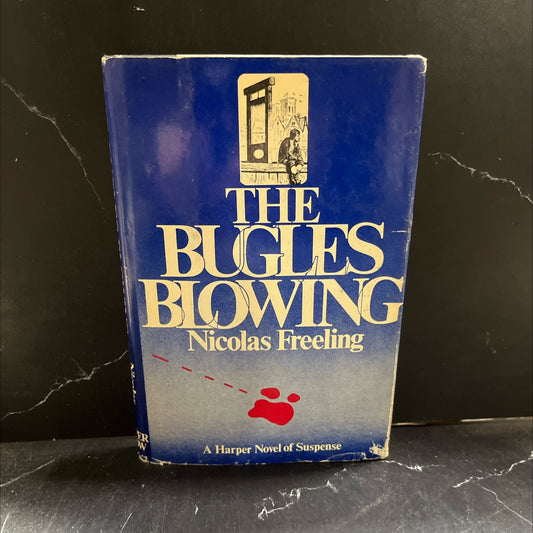 THE
BUGLES
BLOWING
Nicolas Freeling
A Harper Novel of Suspense